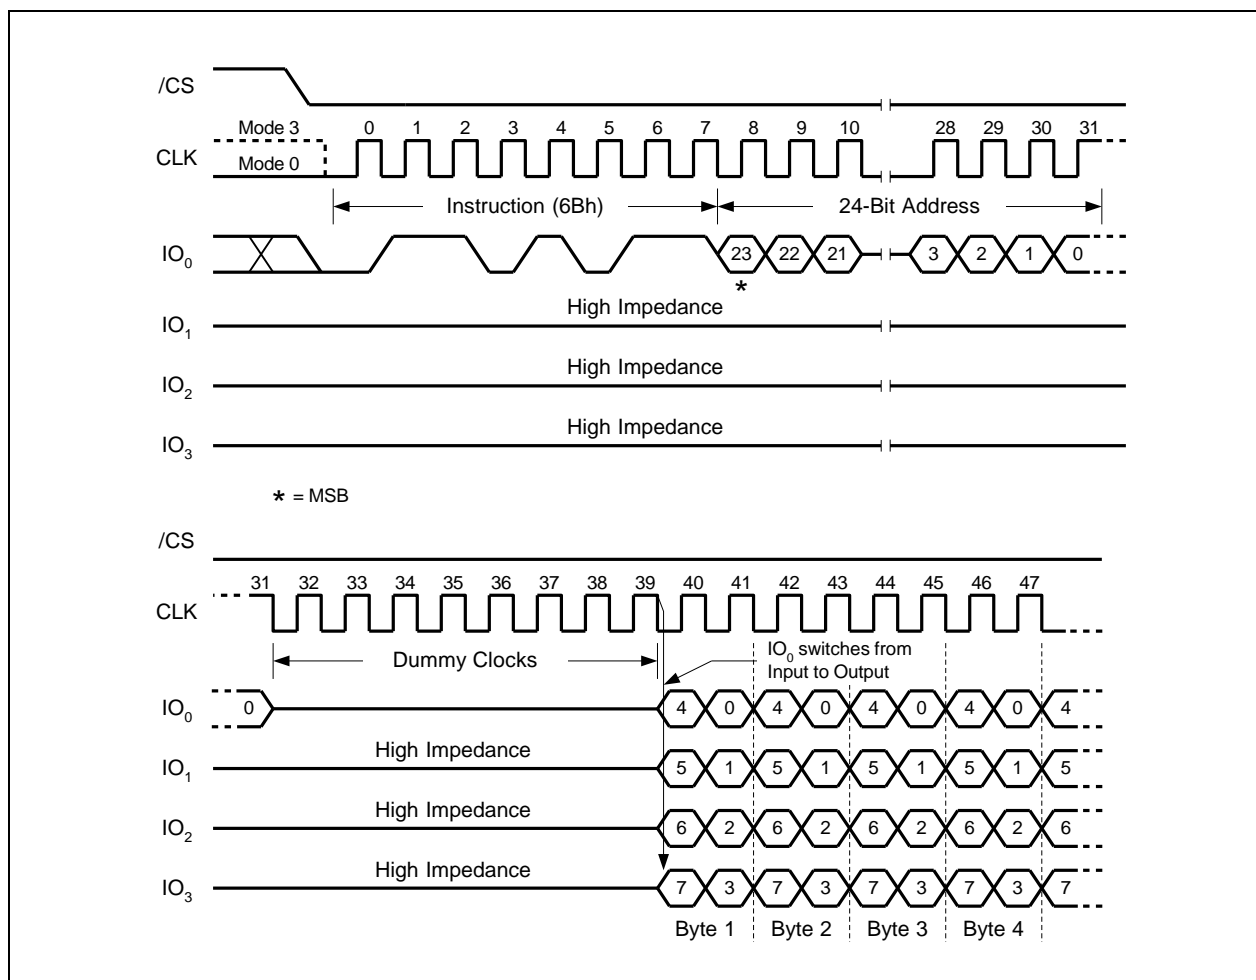 /CS
Mode 3
Mode 0
CLK
0 1 2 3 4 5 6 7 8 9 10 28 29 30 31
Instruction (6Bh)
24-Bit Address
IO0
23 22 21 3 2 1 0
*
High Impedance
IO1
High Impedance
IO2
High Impedance
IO3
* = MSB
/CS
31 32 33 34 35 36 37 38 39 40 41 42 43 44 45 46 47
CLK
Dummy Clocks
IO0 switches from
Input to Output
IO0
0 4 0 4 0 4 0 4 0 4
High Impedance
IO1
5 1 5 1 5 1 5 1 5
High Impedance
IO2
6 2 6 2 6 2 6 2 6
High Impedance
IO3
7 3 7 3 7 3 7 3 7
Byte 1 Byte 2 Byte 3 Byte 4